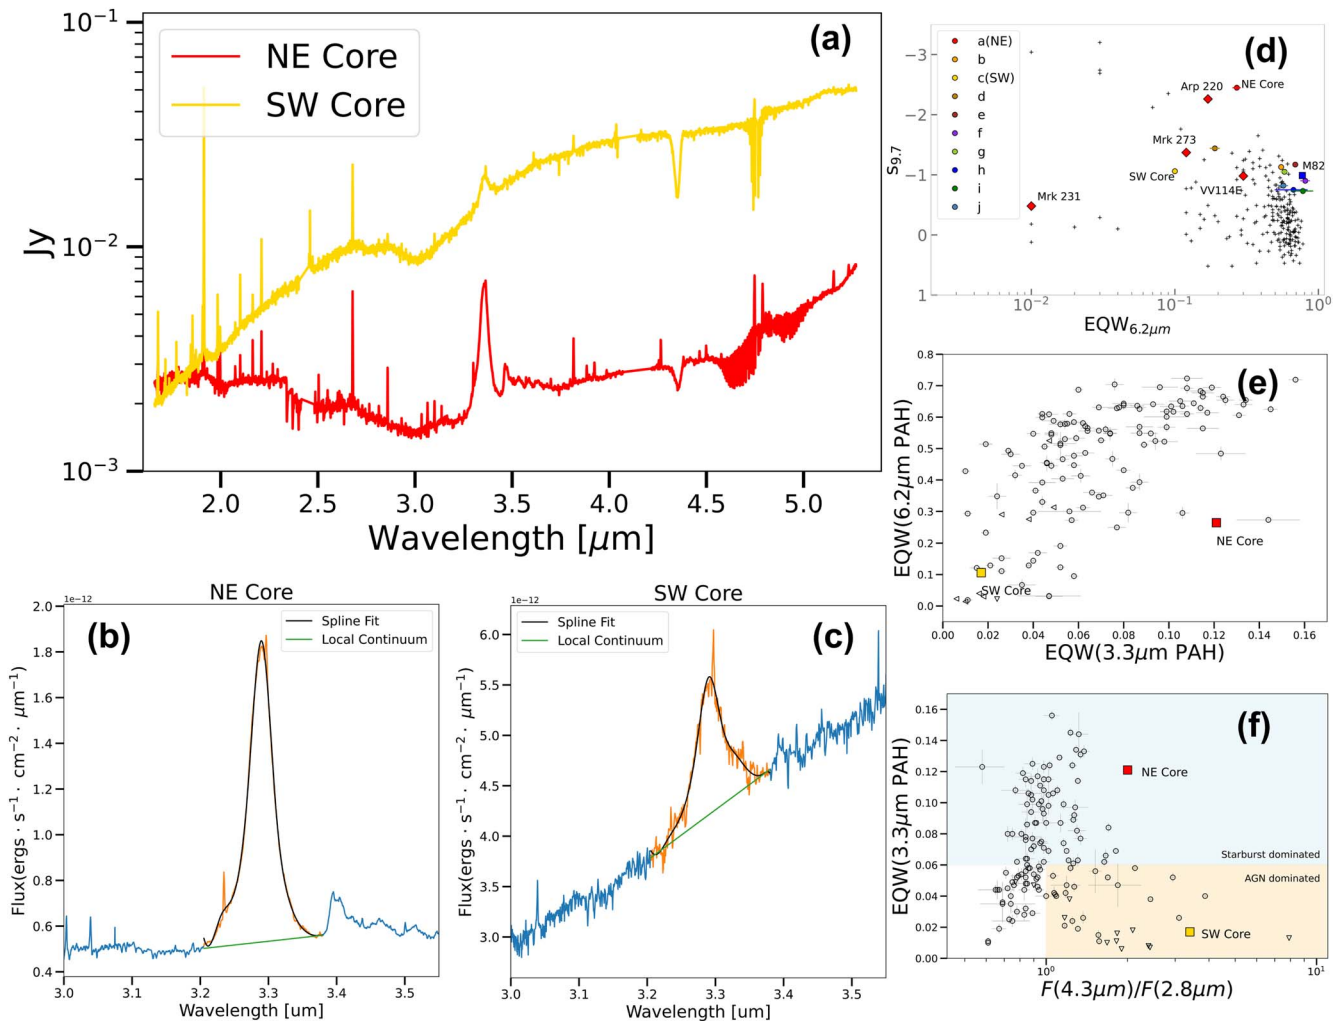 (a)
NE Core
SW Core
10⁻¹
10⁻²
10⁻³
Jy
2.0 2.5 3.0 3.5 4.0 4.5 5.0
Wavelength [μm]
NE Core
1e−12
(b)
Spline Fit
Local Continuum
2.0
1.8
1.6
1.4
1.2
1.0
0.8
0.6
0.4
Flux(ergs · s⁻¹ · cm⁻² · μm⁻¹)
3.0 3.1 3.2 3.3 3.4 3.5
Wavelength [um]
SW Core
1e−12
Spline Fit
Local Continuum
(c)
6.0
5.5
5.0
4.5
4.0
3.5
3.0
Flux(ergs · s⁻¹ · cm⁻² · μm⁻¹)
3.0 3.1 3.2 3.3 3.4 3.5
Wavelength [um]
(d)
a(NE)
b
c(SW)
d
e
f
g
h
i
j
−3
−2
−1
0
1
S9.7
Arp 220
NE Core
Mrk 273
SW Core
M82
VV114E
Mrk 231
10⁻² 10⁻¹ 10⁰
EQW6.2μm
(e)
0.8
0.7
0.6
0.5
0.4
0.3
0.2
0.1
0.0
EQW(6.2μm PAH)
NE Core
SW Core
0.00 0.02 0.04 0.06 0.08 0.10 0.12 0.14 0.16
EQW(3.3μm PAH)
(f)
0.16
0.14
0.12
0.10
0.08
0.06
0.04
0.02
0.00
EQW(3.3μm PAH)
NE Core
Starburst dominated
AGN dominated
SW Core
10⁰ 10¹
F(4.3μm)/F(2.8μm)